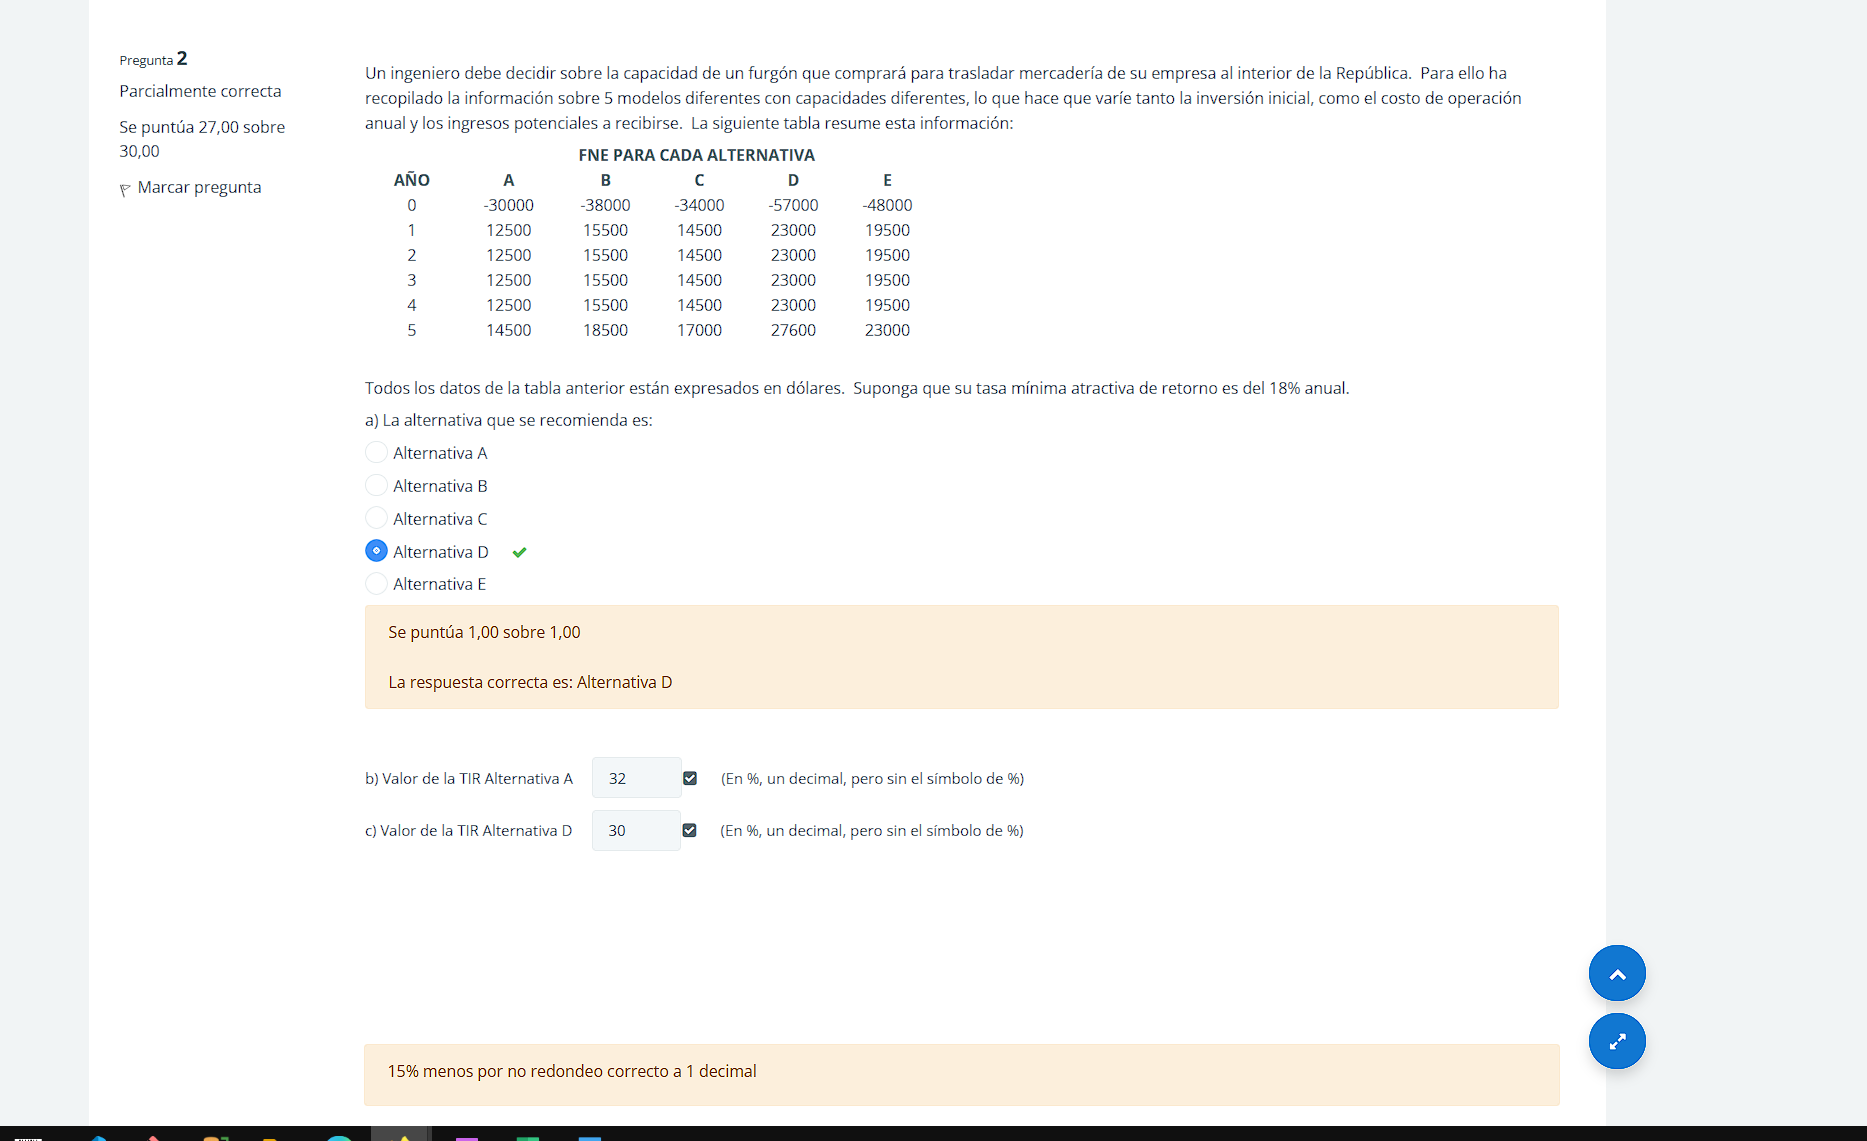 Pregunta 2
Parcialmente correcta
Se puntúa 27,00 sobre
30,00
Marcar pregunta
Un ingeniero debe decidir sobre la capacidad de un furgón que comprará para trasladar mercadería de su empresa al interior de la República.  Para ello ha
recopilado la información sobre 5 modelos diferentes con capacidades diferentes, lo que hace que varíe tanto la inversión inicial, como el costo de operación
anual y los ingresos potenciales a recibirse.  La siguiente tabla resume esta información:
FNE PARA CADA ALTERNATIVA
AÑO A B C D E
0 -30000 -38000 -34000 -57000 -48000
1 12500 15500 14500 23000 19500
2 12500 15500 14500 23000 19500
3 12500 15500 14500 23000 19500
4 12500 15500 14500 23000 19500
5 14500 18500 17000 27600 23000
Todos los datos de la tabla anterior están expresados en dólares.  Suponga que su tasa mínima atractiva de retorno es del 18% anual.
a) La alternativa que se recomienda es:
Alternativa A
Alternativa B
Alternativa C
Alternativa D
Alternativa E
Se puntúa 1,00 sobre 1,00
La respuesta correcta es: Alternativa D
b) Valor de la TIR Alternativa A 32 (En %, un decimal, pero sin el símbolo de %)
c) Valor de la TIR Alternativa D 30 (En %, un decimal, pero sin el símbolo de %)
15% menos por no redondeo correcto a 1 decimal